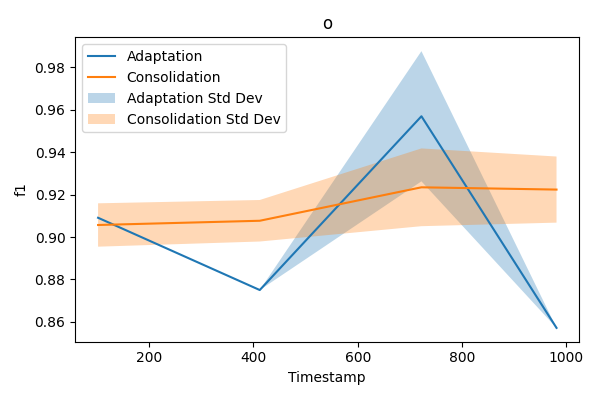 o
Adaptation
Consolidation
Adaptation Std Dev
Consolidation Std Dev
0.98
0.96
0.94
0.92
0.90
0.88
0.86
f1
200
400
600
800
1000
Timestamp